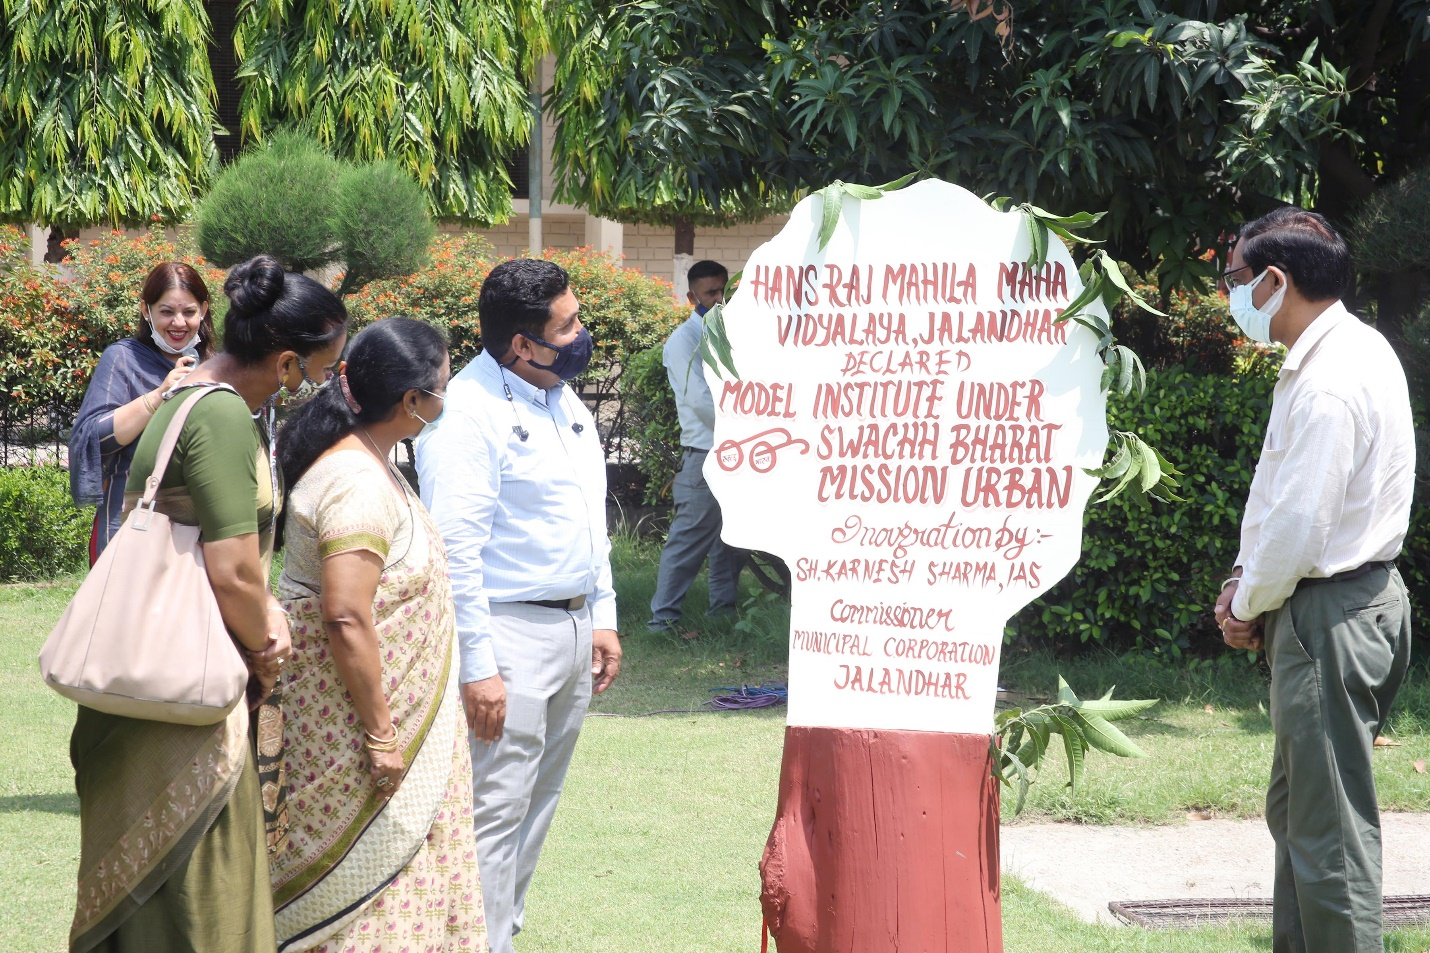 HANS RAJ MAHILA MAHA
VIDYALAYA, JALANDHAR
DECLARED
MODEL INSTITUTE UNDER
SWACHH BHARAT
MISSION URBAN
Inougration by:-
SH. KARNESH SHARMA, IAS
Commissioner
MUNICIPAL CORPORATION
JALANDHAR